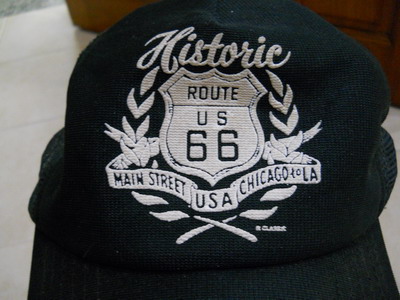 Historic
ROUTE
US
66
MAIN STREET USA CHICAGO to LA